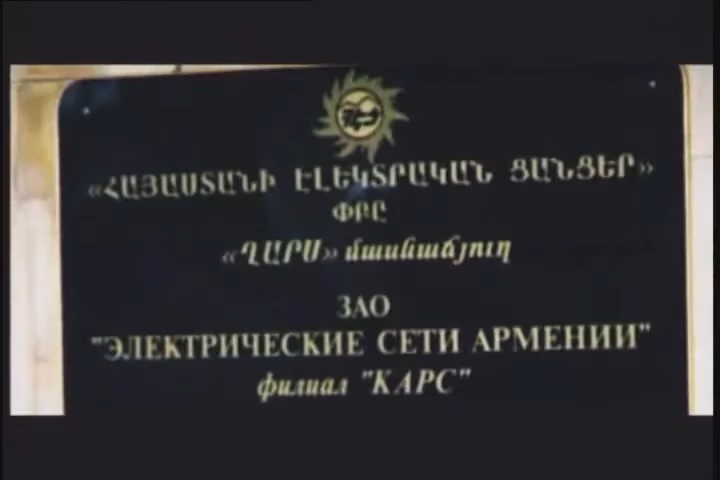 «ՀԱՅԱՍՏԱՆԻ ԷԼԵԿՏՐԱԿԱՆ ՑԱՆՑԵՐ»
ՓԲԸ
«ՂԱՐՍ» մասնաճյուղ
ЗАО
"ЭЛЕКТРИЧЕСКИЕ СЕТИ АРМЕНИИ"
филиал "КАРС"